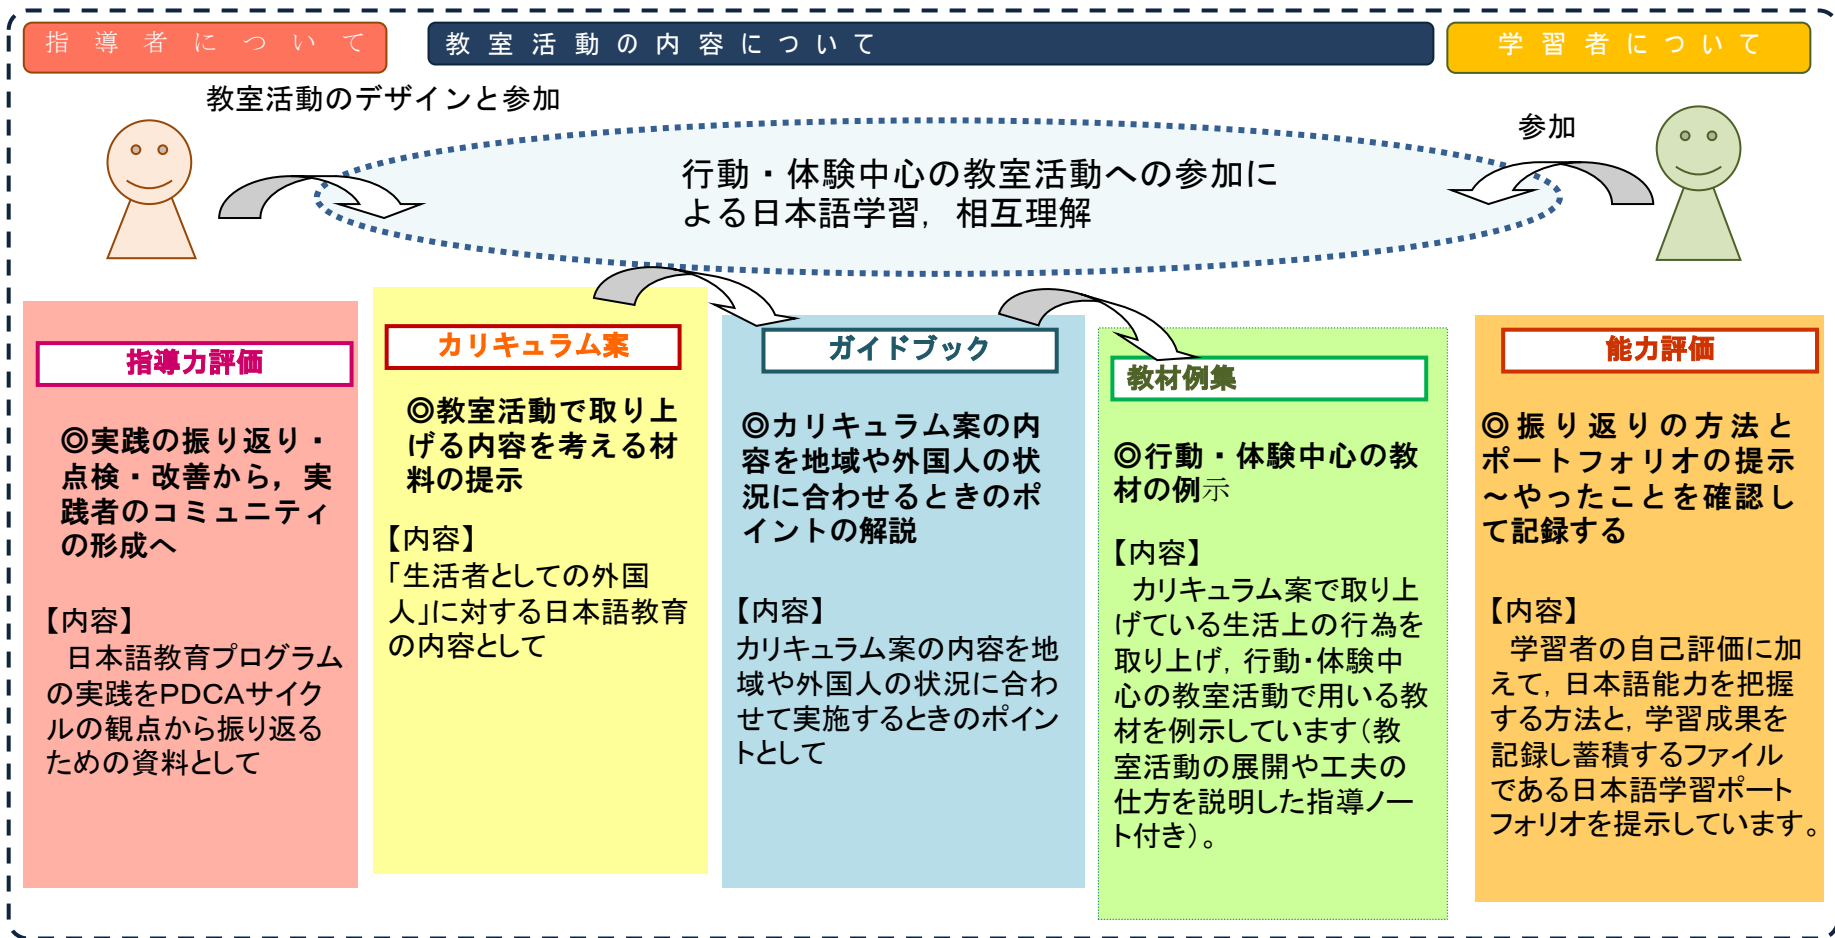 指導者について
教室活動の内容について
学習者について
教室活動のデザインと参加
参加
行動・体験中心の教室活動への参加に
よる日本語学習,相互理解
指導力評価
◎実践の振り返り・
点検・改善から，実
践者のコミュニティ
の形成へ
【内容】
日本語教育プログラム
の実践をPDCAサイク
ルの観点から振り返る
ための資料として
カリキュラム案
◎教室活動で取り上
げる内容を考える材
料の提示
【内容】
「生活者としての外国
人」に対する日本語教育
の内容として
ガイドブック
◎カリキュラム案の内
容を地域や外国人の状
況に合わせるときのポ
イントの解説
【内容】
カリキュラム案の内容を地
域や外国人の状況に合わ
せて実施するときのポイン
トとして
教材例集
◎行動・体験中心の教
材の例示
【内容】
カリキュラム案で取り上
げている生活上の行為を
取り上げ,行動・体験中
心の教室活動で用いる教
材を例示しています（教
室活動の展開や工夫の
仕方を説明した指導ノー
ト付き）。
能力評価
◎振り返りの方法と
ポートフォリオの提示
～やったことを確認し
て記録する
【内容】
学習者の自己評価に加
えて,日本語能力を把握
する方法と,学習成果を
記録し蓄積するファイル
である日本語学習ポート
フォリオを提示しています。